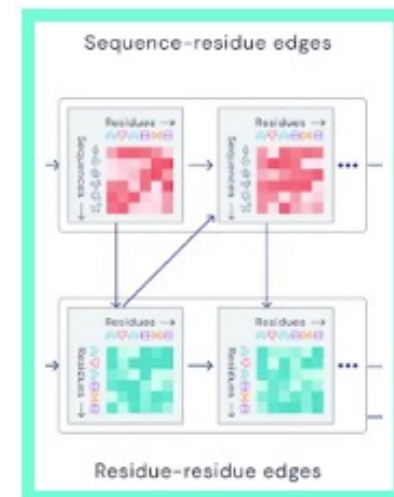 Sequence-residue edges
Residues → Residues →
Sequences → Sequences →
Residues → Residues →
Residues → Residues →
Residue-residue edges